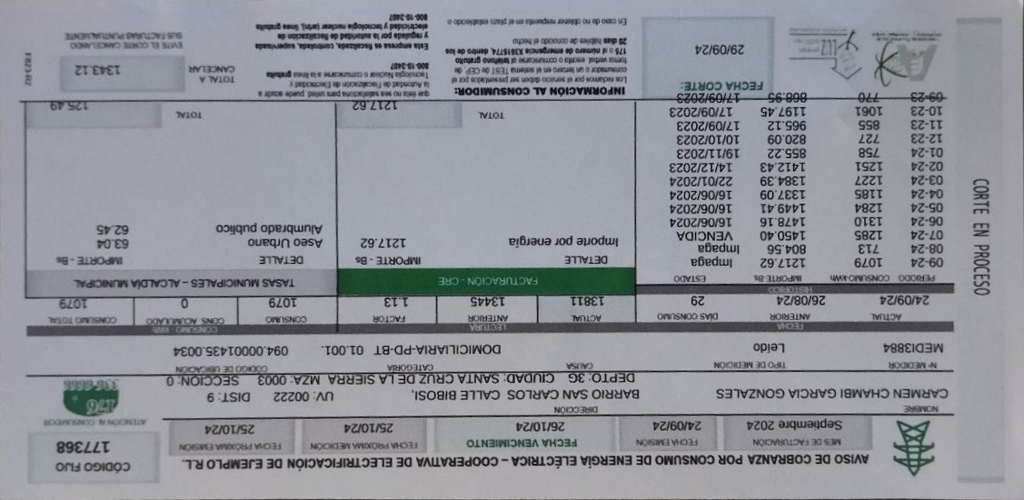 CORTE EN PROCESO
AVISO DE COBRANZA POR CONSUMO DE ENERGÍA ELÉCTRICA – COOPERATIVA DE ELECTRIFICACIÓN DE EJEMPLO R.L.
CÓDIGO FIJO
177368
MES DE FACTURACIÓN
Septiembre 2024
FECHA EMISIÓN
24/09/24
FECHA VENCIMIENTO
26/10/24
FECHA PRÓXIMA MEDICION
25/10/24
FECHA PRÓXIMA EMISIÓN
25/10/24
ATENCIÓN AL CONSUMIDOR
176
336 6666
NOMBRE
DIRECCIÓN
CARMEN CHAMBI GARCIA GONZALES
BARRIO SAN CARLOS CALLE BIBOSI, UV: 00222 DIST: 9
DEPTO: 3G CIUDAD: SANTA CRUZ DE LA SIERRA MZA: 0003 SECCIÓN: 0
Nº MEDIDOR TIPO DE MEDICIÓN CAUSA CATEGORÍA CÓDIGO DE UBICACIÓN
MEDI3884 Leido DOMICILIARIA-PD-BT 01.001. 094.00001435.0034
FECHA LECTURA CONSUMO - kWh
ACTUAL ANTERIOR DÍAS CONSUMO ACTUAL ANTERIOR FACTOR CONSUMO CONS. ACUMULADO CONSUMO TOTAL
24/09/24 26/08/24 29 13811 13445 1.13 1079 0 1079
HISTÓRICO
PERIODO CONSUMO kWh IMPORTE-Bs ESTADO
09-24 1079 1217.62 Impaga
08-24 713 804.56 Impaga
07-24 1285 1450.40 VENCIDA
06-24 1310 1478.16 16/06/2024
05-24 1284 1449.41 16/06/2024
04-24 1185 1337.09 16/06/2024
03-24 1227 1384.39 22/01/2024
02-24 1251 1412.43 14/12/2023
01-24 758 855.22 19/11/2023
12-23 727 820.09 10/10/2023
11-23 855 965.12 17/09/2023
10-23 1061 1197.45 17/09/2023
09-23 770 868.95 17/09/2023
FACTURACIÓN - CRE
DETALLE IMPORTE - Bs
Importe por energía 1217.62
TOTAL 1217.62
TASAS MUNICIPALES - ALCALDÍA MUNICIPAL
DETALLE IMPORTE - Bs
Aseo Urbano 63.04
Alumbrado publico 62.45
TOTAL 125.49
FECHA CORTE:
29/09/24
INFORMACIÓN AL CONSUMIDOR:
Los reclamos por el servicio deben ser presentados por el
consumidor o un tercero en el sistema TEST de CEP, de
forma verbal, escrita o comunicarse al teléfono gratuito
176 o al número de emergencia 33516774, dentro de los
20 días hábiles de conocido el hecho
En caso de no obtener respuesta en el plazo establecido o
que ésta no sea satisfactoria para usted, puede acudir a
la Autoridad de Fiscalización de Electricidad y
Tecnología Nuclear o comunicarse a la línea gratuita
800-10-2407
Esta empresa es fiscalizada, controlada, supervisada
y regulada por la autoridad de fiscalización de
electricidad y tecnología nuclear (aetn), línea gratuita
800-10-2407
TOTAL A
CANCELAR
1343.12
EVITE EL CORTE CANCELANDO
SUS FACTURAS PUNTUALMENTE